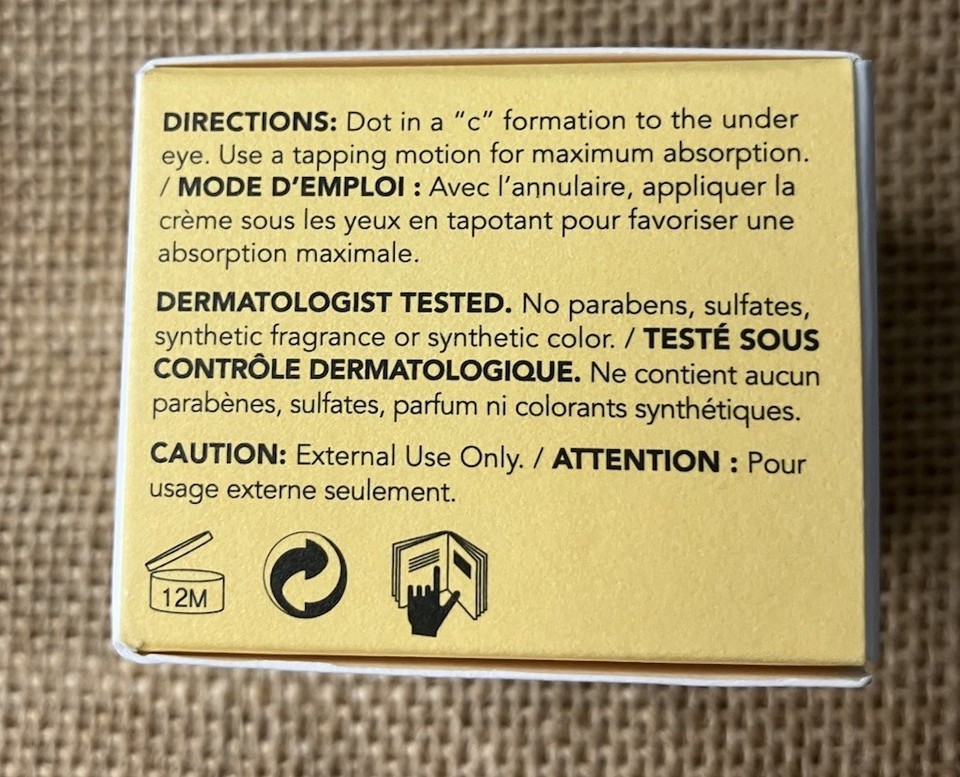 DIRECTIONS: Dot in a “c” formation to the under
eye. Use a tapping motion for maximum absorption.
/ MODE D’EMPLOI : Avec l’annulaire, appliquer la
crème sous les yeux en tapotant pour favoriser une
absorption maximale.
DERMATOLOGIST TESTED. No parabens, sulfates,
synthetic fragrance or synthetic color. / TESTÉ SOUS
CONTRÔLE DERMATOLOGIQUE. Ne contient aucun
parabènes, sulfates, parfum ni colorants synthétiques.
CAUTION: External Use Only. / ATTENTION : Pour
usage externe seulement.
12M